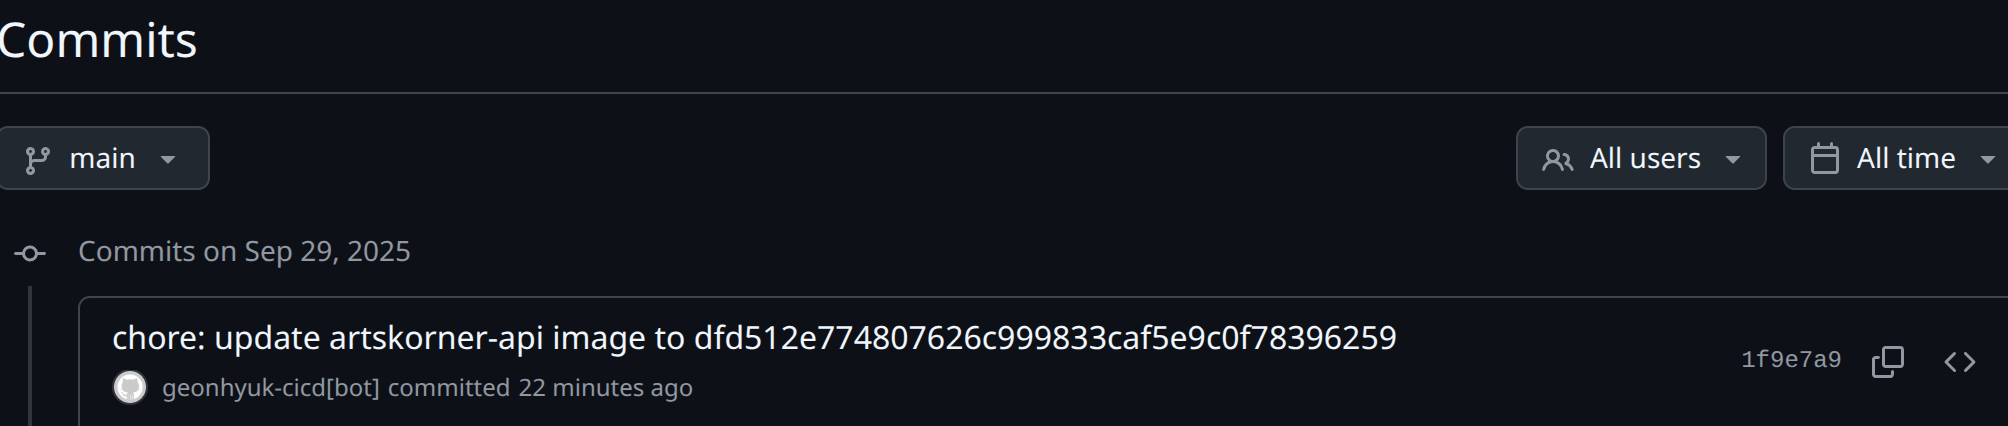 Commits
main
All users
All time
Commits on Sep 29, 2025
chore: update artskorner-api image to dfd512e774807626c999833caf5e9c0f78396259
1f9e7a9
geonhyuk-cicd[bot] committed 22 minutes ago